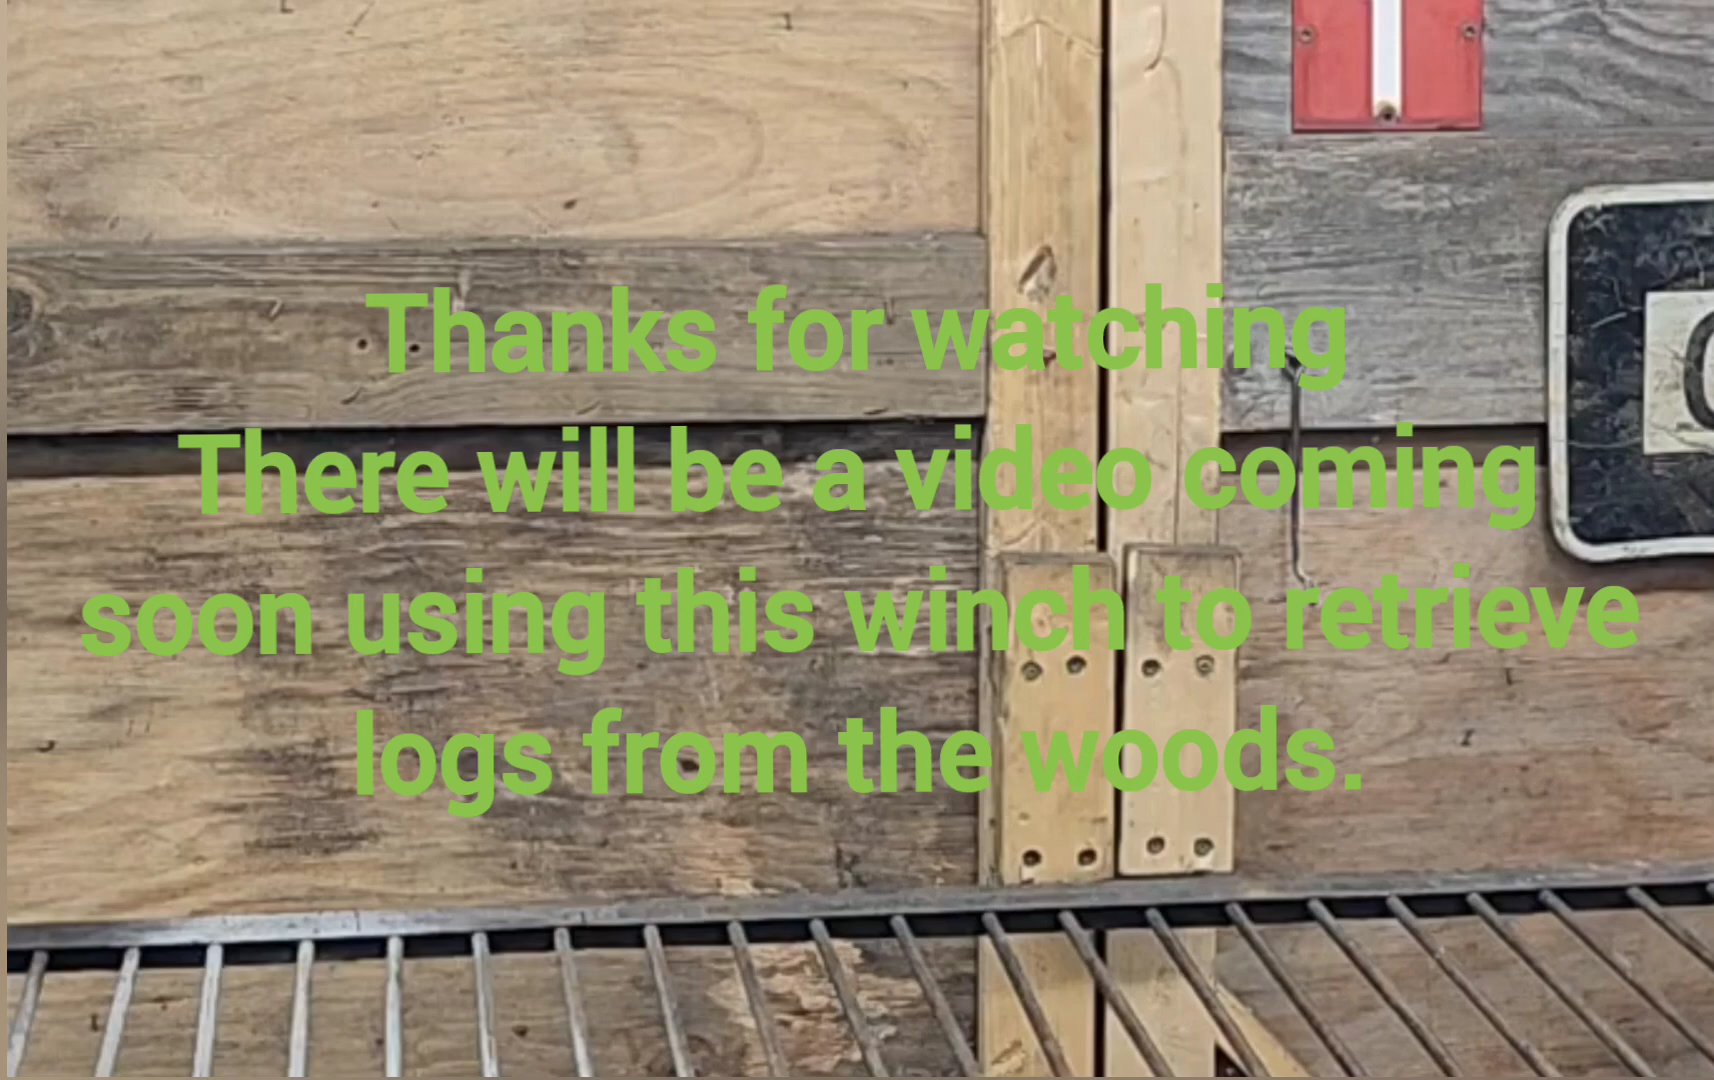 Thanks for watching
There will be a video coming
soon using this winch to retrieve
logs from the woods.